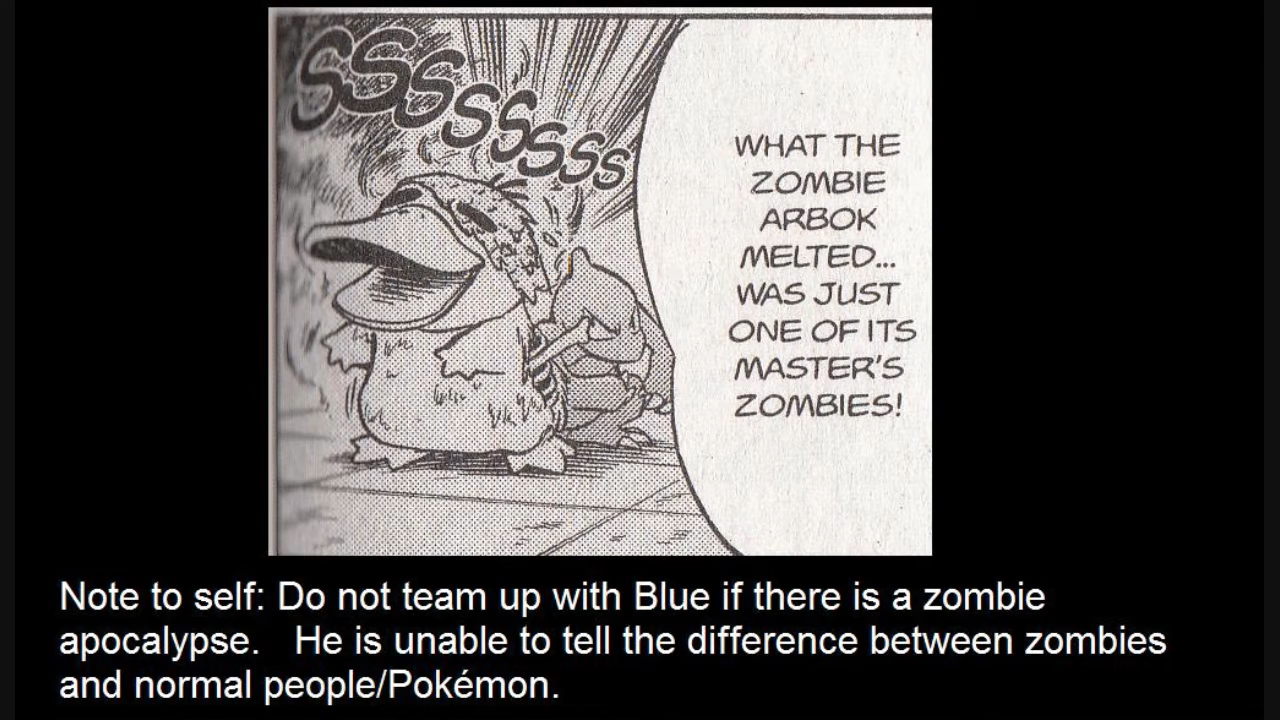 SSSSSSSS
WHAT THE
ZOMBIE
ARBOK
MELTED...
WAS JUST
ONE OF ITS
MASTER'S
ZOMBIES!
Note to self: Do not team up with Blue if there is a zombie
apocalypse.   He is unable to tell the difference between zombies
and normal people/Pokémon.